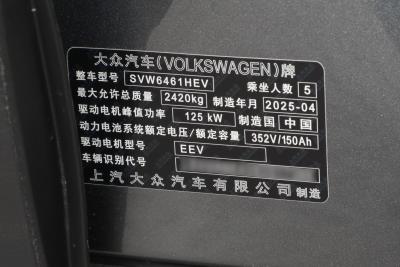 大众汽车(VOLKSWAGEN)牌
整车型号 SVW6461HEV 乘坐人数 5
最大允许总质量 2420kg 制造年月 2025-04
驱动电机峰值功率 125 kW 制造国 中国
动力电池系统额定电压/额定容量 352V/150Ah
驱动电机型号 EEV
车辆识别代号
上汽大众汽车有限公司 制造